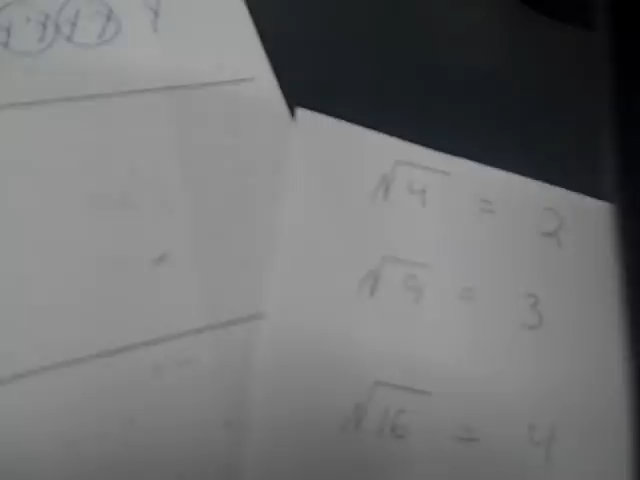 y · y y · y y
√4 = 2
√9 = 3
√16 = 4